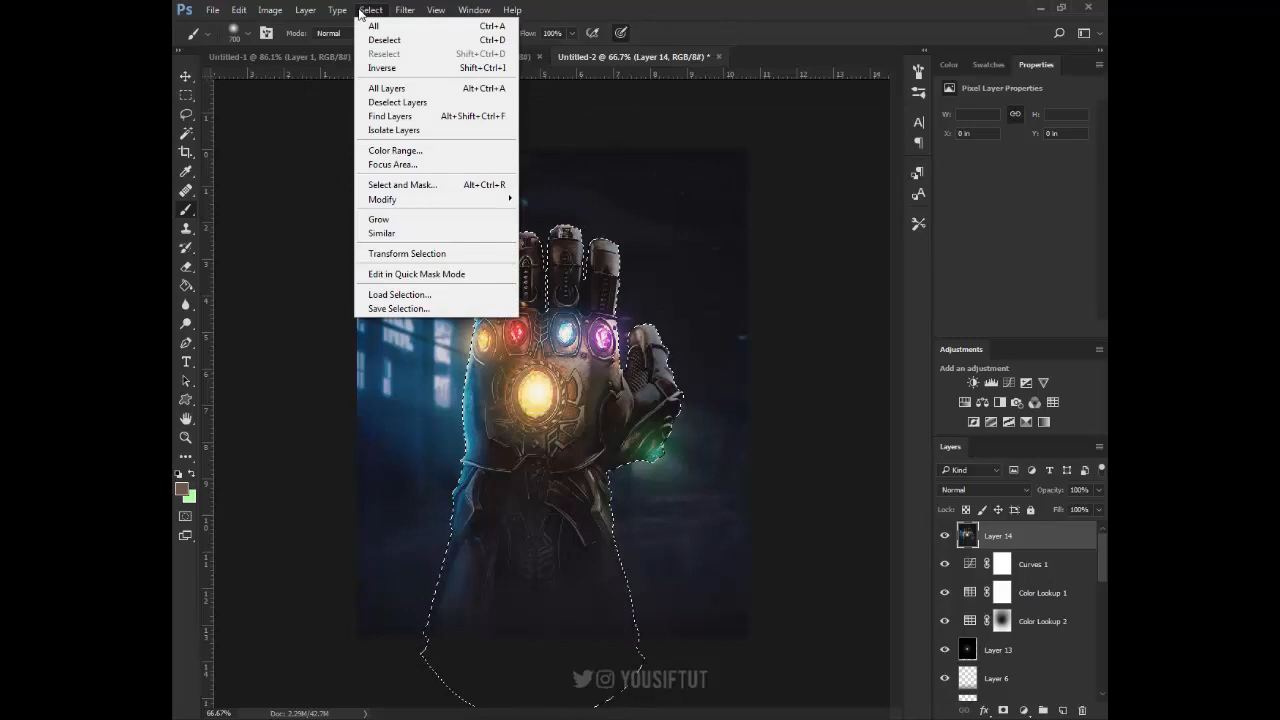 Ps File Edit Image Layer Type Select Filter View Window Help
700 Mode: Normal Flow: 100%
Untitled-1 @ 86.1% (Layer 1, RGB/8#) Untitled-2 @ 66.7% (Layer 14, RGB/8#) *
All Ctrl+A
Deselect Ctrl+D
Reselect Shift+Ctrl+D
Inverse Shift+Ctrl+I
All Layers Alt+Ctrl+A
Deselect Layers
Find Layers Alt+Shift+Ctrl+F
Isolate Layers
Color Range...
Focus Area...
Select and Mask... Alt+Ctrl+R
Modify
Grow
Similar
Transform Selection
Edit in Quick Mask Mode
Load Selection...
Save Selection...
Color Swatches Properties
Pixel Layer Properties
W: H:
X: 0 in Y: 0 in
Adjustments
Add an adjustment
Layers
Kind
Normal Opacity: 100%
Lock: Fill: 100%
Layer 14
Curves 1
Color Lookup 1
Color Lookup 2
Layer 13
Layer 6
YOUSIFTUT
66.67% Doc: 2.29M/42.7M